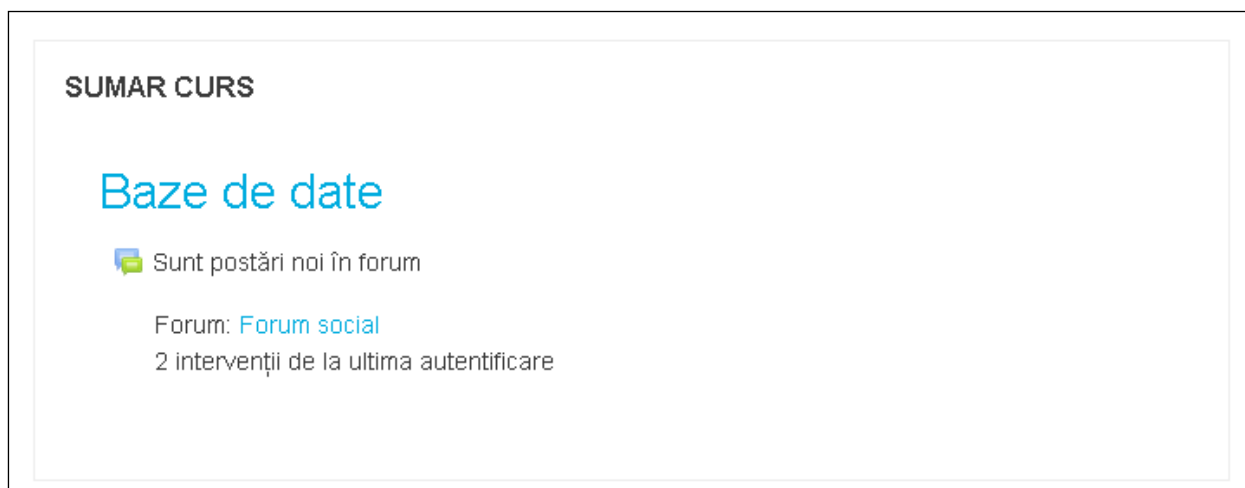 SUMAR CURS
Baze de date
Sunt postări noi în forum
Forum: Forum social
2 intervenții de la ultima autentificare